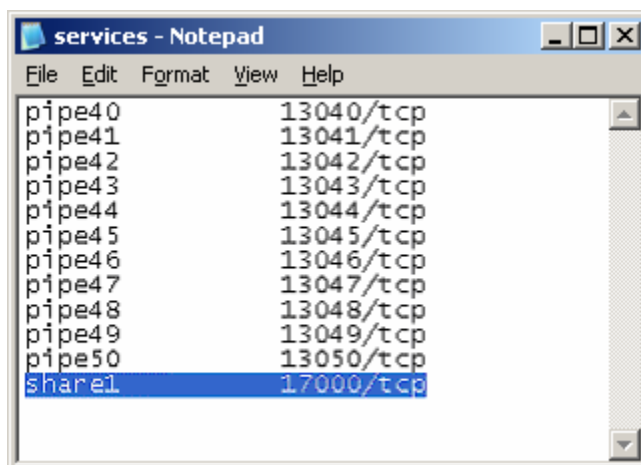 services - Notepad
File Edit Format View Help
pipe40 13040/tcp
pipe41 13041/tcp
pipe42 13042/tcp
pipe43 13043/tcp
pipe44 13044/tcp
pipe45 13045/tcp
pipe46 13046/tcp
pipe47 13047/tcp
pipe48 13048/tcp
pipe49 13049/tcp
pipe50 13050/tcp
share1 17000/tcp